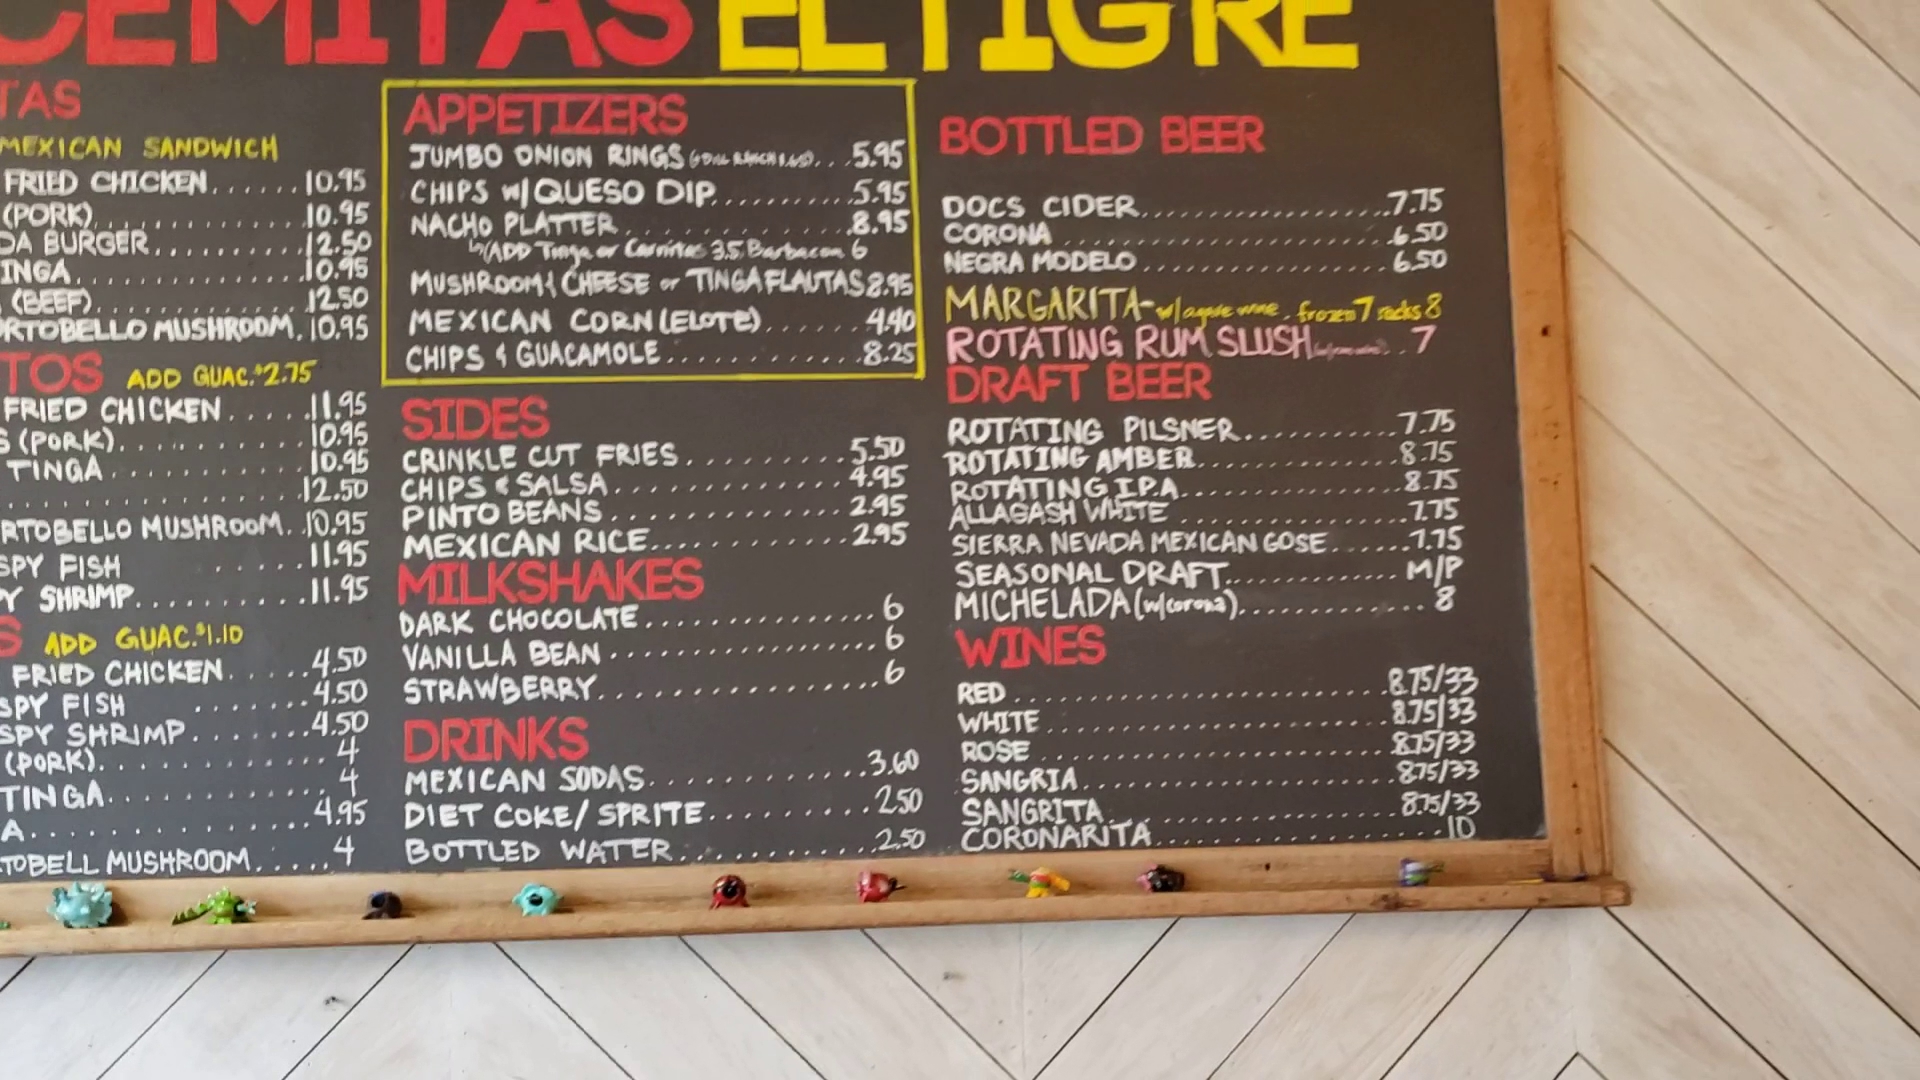 CEMITAS EL TIGRE
TAS
MEXICAN SANDWICH
FRIED CHICKEN......10.95
(PORK)..............10.95
DA BURGER..........12.50
INGA...............10.95
(BEEF)..............12.50
RTOBELLO MUSHROOM.10.95
TOS ADD GUAC.$2.75
FRIED CHICKEN.....11.95
S (PORK)...........10.95
TINGA.............10.95
..................12.50
RTOBELLO MUSHROOM..10.95
SPY FISH ......11.95
Y SHRIMP..........11.95
S ADD GUAC.$1.10
FRIED CHICKEN.....4.50
SPY FISH .......4.50
SPY SHRIMP.......4.50
(PORK)............4
TINGA............4
A................4.95
TOBELL MUSHROOM.....4
APPETIZERS
JUMBO ONION RINGS ...5.95
CHIPS W/ QUESO DIP..........5.95
NACHO PLATTER..............8.95
(ADD Tinga or Carnitas 3.5, Barbacoa 6
MUSHROOM & CHEESE or TINGA FLAUTAS 8.95
MEXICAN CORN (ELOTE).......4.40
CHIPS & GUACAMOLE............8.25
SIDES
CRINKLE CUT FRIES..........5.50
CHIPS & SALSA..............4.95
PINTO BEANS...............2.95
MEXICAN RICE..............2.95
MILKSHAKES
DARK CHOCOLATE..............6
VANILLA BEAN................6
STRAWBERRY.................6
DRINKS
MEXICAN SODAS.............3.60
DIET COKE/ SPRITE..........2.50
BOTTLED WATER.............2.50
BOTTLED BEER
DOCS CIDER..................7.75
CORONA.....................6.50
NEGRA MODELO...............6.50
MARGARITA- w/agave wine. frozen 7 rocks 8
ROTATING RUM SLUSH ..7
DRAFT BEER
ROTATING PILSNER...........7.75
ROTATING AMBER.............8.75
ROTATING I.P.A.............8.75
ALLAGASH WHITE.............7.75
SIERRA NEVADA MEXICAN GOSE......7.75
SEASONAL DRAFT.............M/P
MICHELADA (w/corona).............8
WINES
RED........................8.75/33
WHITE......................8.75/33
ROSE.......................8.75/33
SANGRIA....................8.75/33
SANGRITA...................8.75/33
CORONARITA....................10